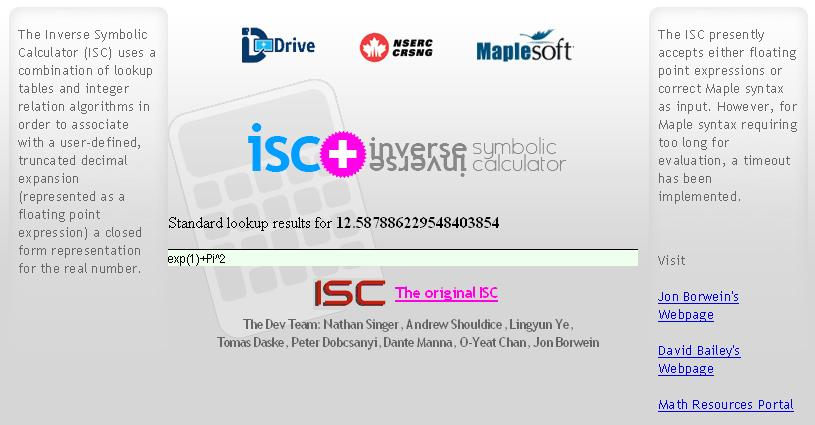 The Inverse Symbolic
Calculator (ISC) uses a
combination of lookup
tables and integer
relation algorithms in
order to associate
with a user-defined,
truncated decimal
expansion
(represented as a
floating point
expression) a closed
form representation
for the real number.
iD Drive
NSERC
CRSNG
Maplesoft
isc+ inverse symbolic
inverse calculator
Standard lookup results for 12.587886229548403854
exp(1)+Pi^2
ISC The original ISC
The Dev Team: Nathan Singer, Andrew Shouldice, Lingyun Ye,
Tomas Daske, Peter Dobcsanyi, Dante Manna, O-Yeat Chan, Jon Borwein
The ISC presently
accepts either floating
point expressions or
correct Maple syntax
as input. However, for
Maple syntax requiring
too long for
evaluation, a timeout
has been
implemented.
Visit
Jon Borwein's
Webpage
David Bailey's
Webpage
Math Resources Portal